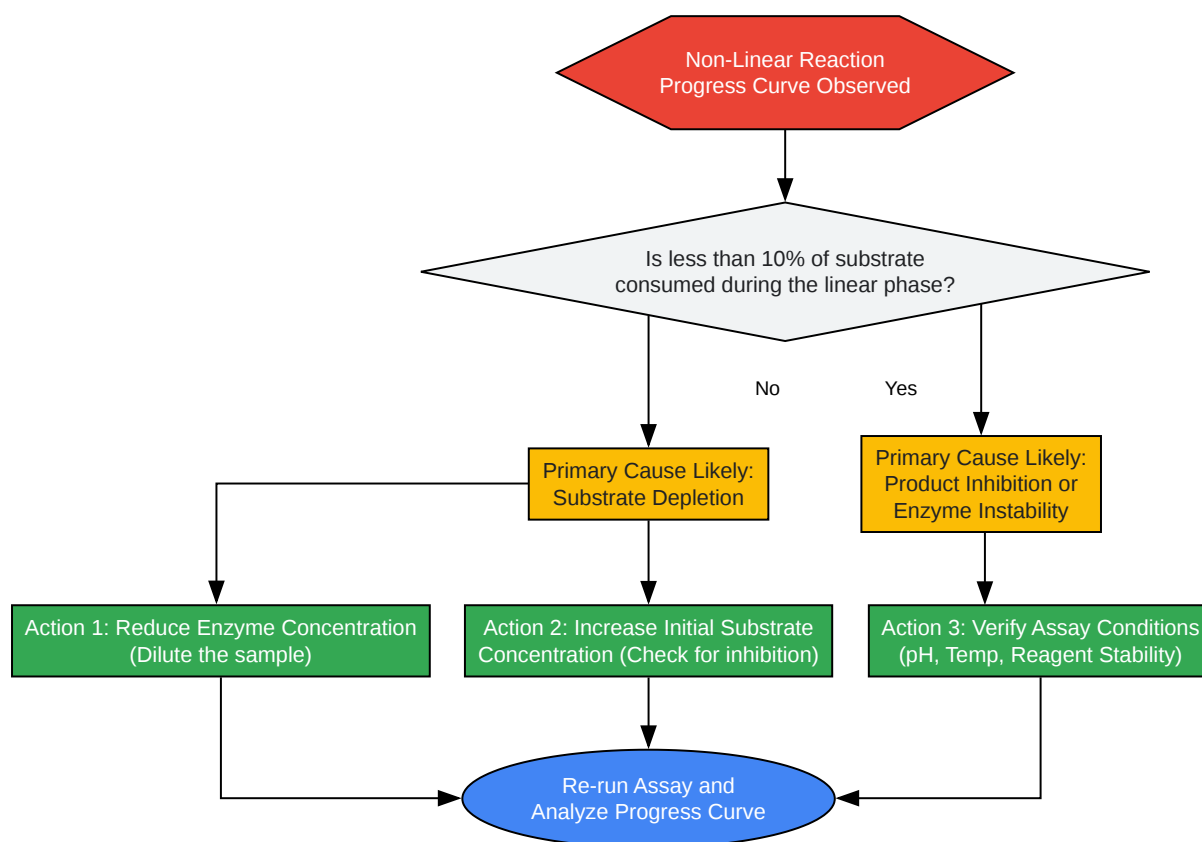 Non-Linear Reaction
Progress Curve Observed
Is less than 10% of substrate
consumed during the linear phase?
No
Yes
Primary Cause Likely:
Substrate Depletion
Primary Cause Likely:
Product Inhibition or
Enzyme Instability
Action 1: Reduce Enzyme Concentration
(Dilute the sample)
Action 2: Increase Initial Substrate
Concentration (Check for inhibition)
Action 3: Verify Assay Conditions
(pH, Temp, Reagent Stability)
Re-run Assay and
Analyze Progress Curve